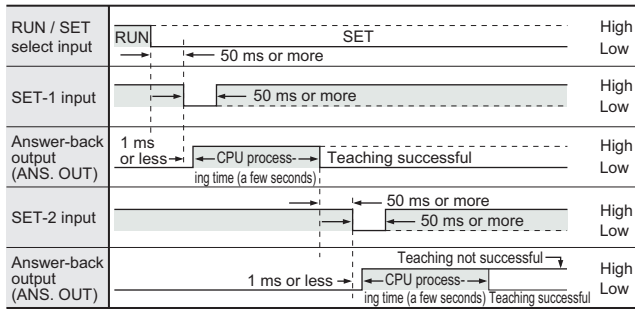 RUN / SET
select input
RUN
SET
High
Low
50 ms or more
SET-1 input
50 ms or more
High
Low
Answer-back
output
(ANS. OUT)
1 ms
or less
CPU process-
ing time (a few seconds)
Teaching successful
High
Low
SET-2 input
50 ms or more
50 ms or more
High
Low
Answer-back
output
(ANS. OUT)
1 ms or less
CPU process-
ing time (a few seconds)
Teaching not successful
Teaching successful
High
Low